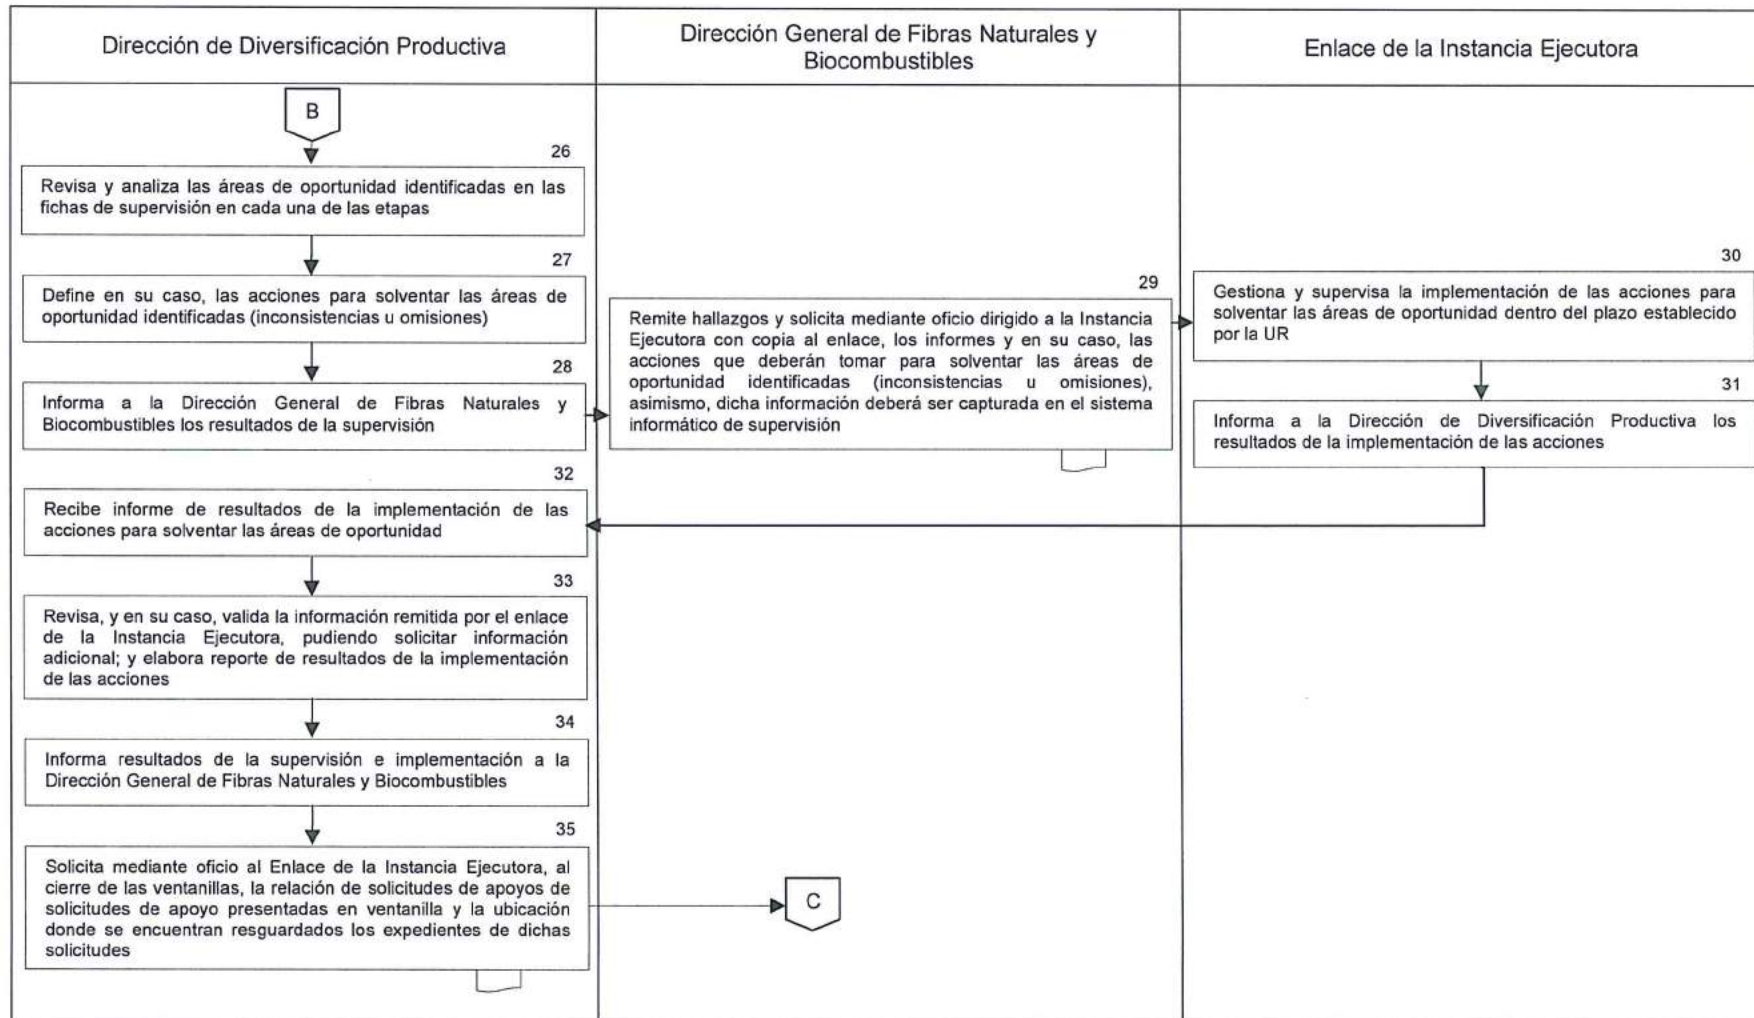 Dirección de Diversificación Productiva
Dirección General de Fibras Naturales y
Biocombustibles
Enlace de la Instancia Ejecutora
B
26
Revisa y analiza las áreas de oportunidad identificadas en las
fichas de supervisión en cada una de las etapas
27
Define en su caso, las acciones para solventar las áreas de
oportunidad identificadas (inconsistencias u omisiones)
28
Informa a la Dirección General de Fibras Naturales y
Biocombustibles los resultados de la supervisión
29
Remite hallazgos y solicita mediante oficio dirigido a la Instancia
Ejecutora con copia al enlace, los informes y en su caso, las
acciones que deberán tomar para solventar las áreas de
oportunidad identificadas (inconsistencias u omisiones),
asimismo, dicha información deberá ser capturada en el sistema
informático de supervisión
30
Gestiona y supervisa la implementación de las acciones para
solventar las áreas de oportunidad dentro del plazo establecido
por la UR
31
Informa a la Dirección de Diversificación Productiva los
resultados de la implementación de las acciones
32
Recibe informe de resultados de la implementación de las
acciones para solventar las áreas de oportunidad
33
Revisa, y en su caso, valida la información remitida por el enlace
de la Instancia Ejecutora, pudiendo solicitar información
adicional; y elabora reporte de resultados de la implementación
de las acciones
34
Informa resultados de la supervisión e implementación a la
Dirección General de Fibras Naturales y Biocombustibles
35
Solicita mediante oficio al Enlace de la Instancia Ejecutora, al
cierre de las ventanillas, la relación de solicitudes de apoyos de
solicitudes de apoyo presentadas en ventanilla y la ubicación
donde se encuentran resguardados los expedientes de dichas
solicitudes
C